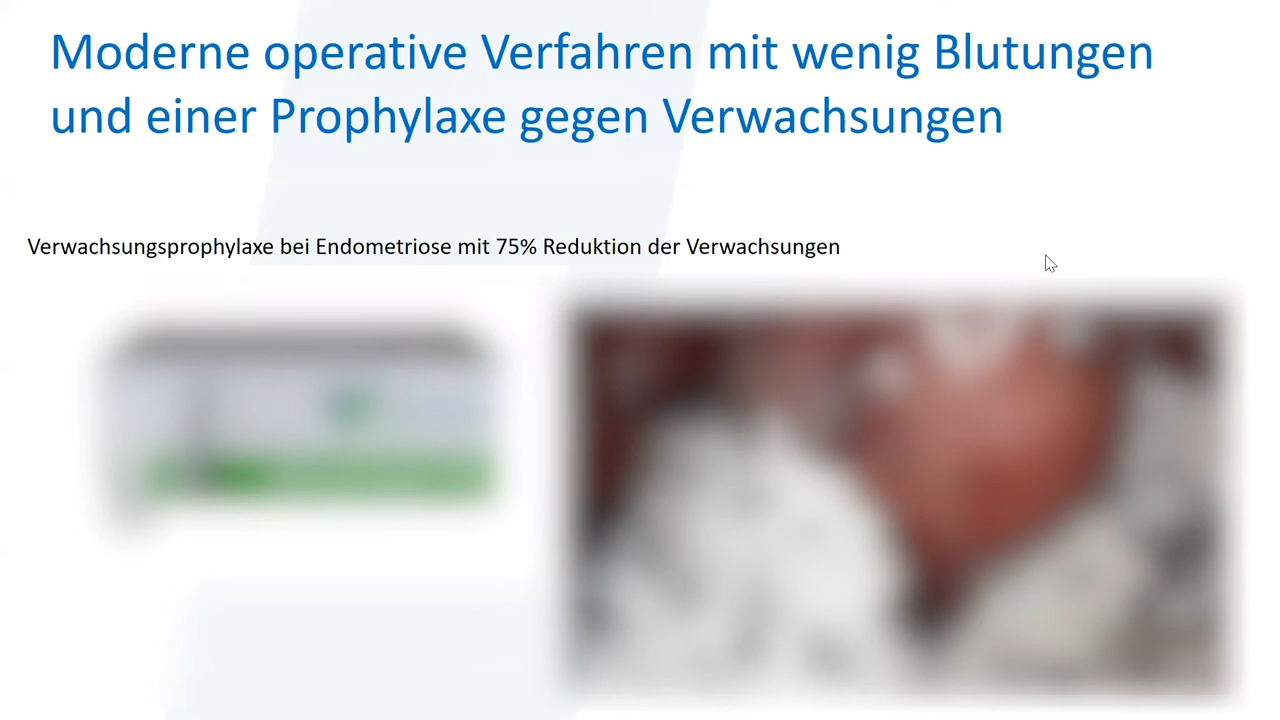 Moderne operative Verfahren mit wenig Blutungen
und einer Prophylaxe gegen Verwachsungen
Verwachsungsprophylaxe bei Endometriose mit 75% Reduktion der Verwachsungen